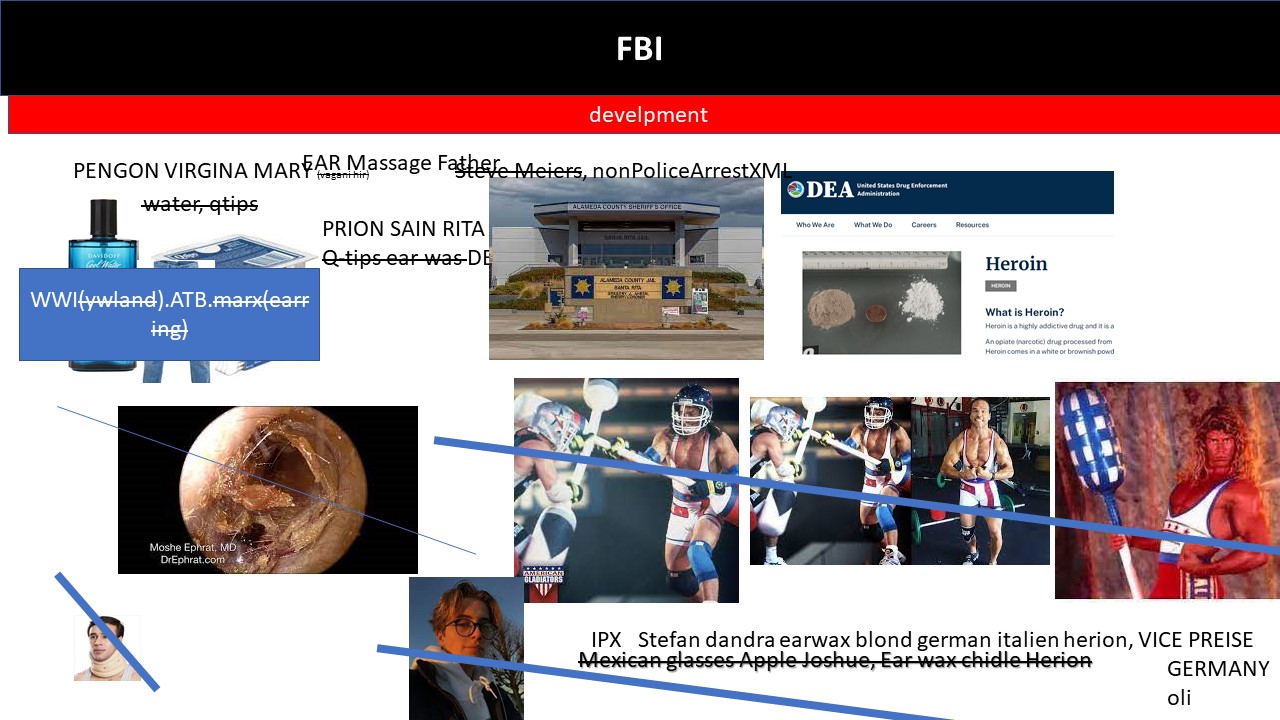 FBI
develpment
PENGON VIRGINA MARY
EAR Massage Father
(vagani hir)
Steve Meiers, nonPoliceArrestXML
water, qtips
PRION SAIN RITA
Q-tips ear was DE
DAVIDOFF
Cool Water
WWI(ywland).ATB.marx(earr
ing)
ALAMEDA COUNTY SHERIFF'S OFFICE
SANTA RITA JAIL
ALAMEDA COUNTY JAIL
SANTA RITA
DEA United States Drug Enforcement
Administration
Who We Are What We Do Careers Resources
Heroin
HEROIN
What is Heroin?
Heroin is a highly addictive drug and it is a
An opiate (narcotic) drug processed from
Heroin comes in a white or brownish powd
Moshe Ephrat, MD
DrEphrat.com
AMERICAN
GLADIATORS
IPX Stefan dandra earwax blond german italien herion, VICE PREISE
Mexican glasses Apple Joshue, Ear wax chidle Herion
GERMANY
oli